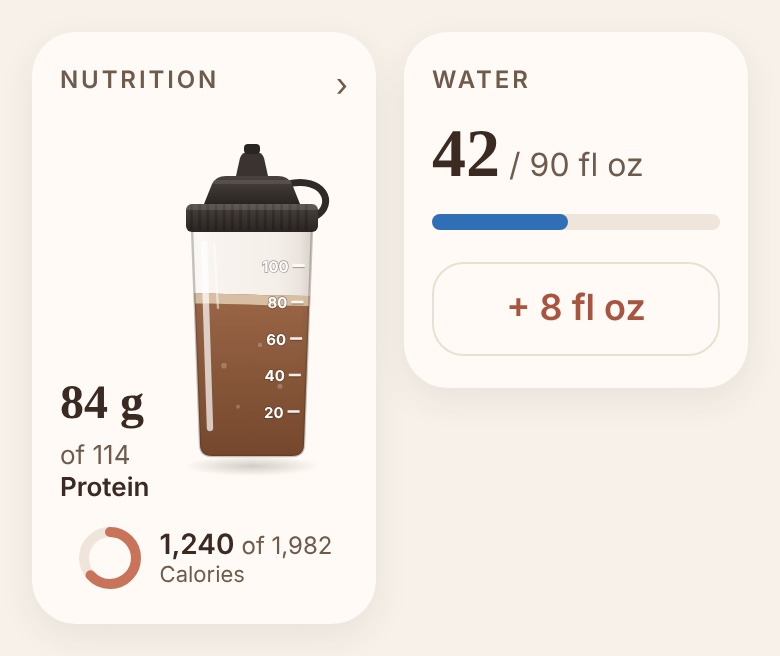 NUTRITION ›
100
80
60
40
20
84 g
of 114
Protein
1,240 of 1,982
Calories
WATER
42 / 90 fl oz
+ 8 fl oz